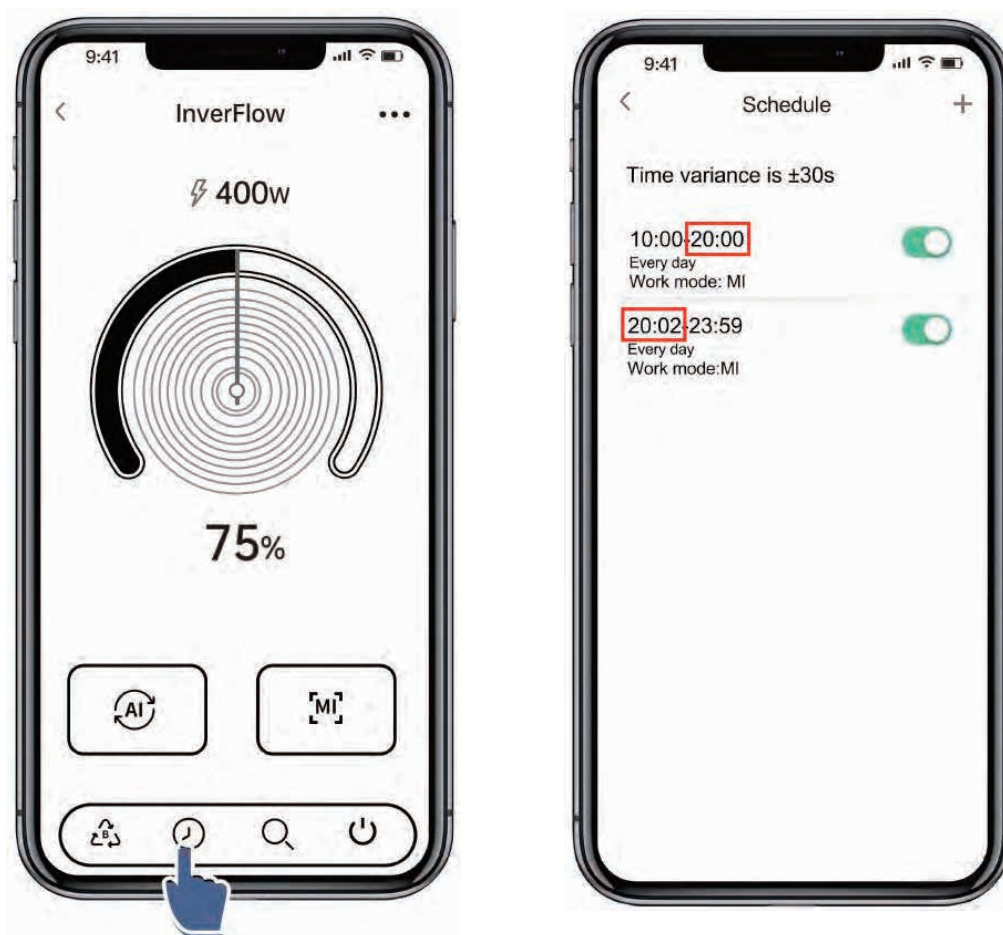 9:41
InverFlow
400W
75%
AI
MI
B
9:41
Schedule
Time variance is ±30s
10:00-20:00
Every day
Work mode: MI
20:02-23:59
Every day
Work mode:MI